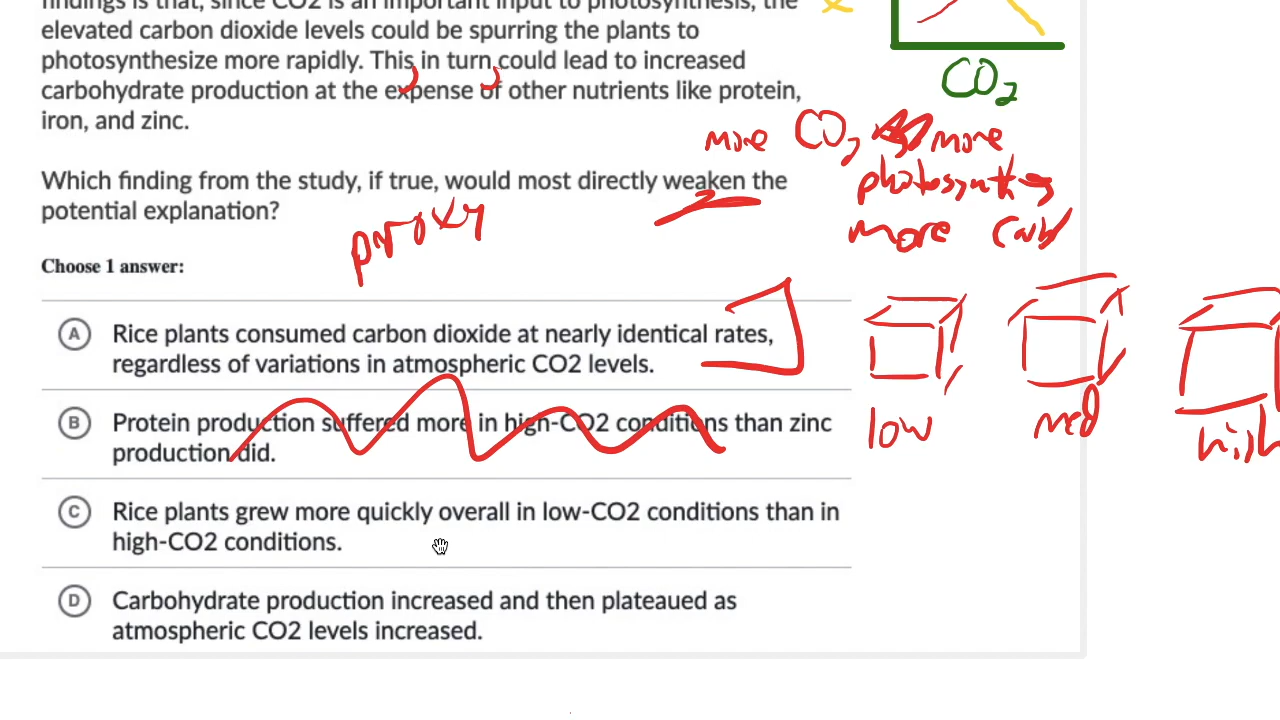 findings is that, since CO2 is an important input to photosynthesis, the
elevated carbon dioxide levels could be spurring the plants to
photosynthesize more rapidly. This in turn could lead to increased
carbohydrate production at the expense of other nutrients like protein,
iron, and zinc.
CO2
more CO2 more
photosynthes
more Carb
Which finding from the study, if true, would most directly weaken the
potential explanation?
proxy
Choose 1 answer:
A Rice plants consumed carbon dioxide at nearly identical rates,
regardless of variations in atmospheric CO2 levels.
B Protein production suffered more in high-CO2 conditions than zinc
production did.
low med high
C Rice plants grew more quickly overall in low-CO2 conditions than in
high-CO2 conditions.
D Carbohydrate production increased and then plateaued as
atmospheric CO2 levels increased.